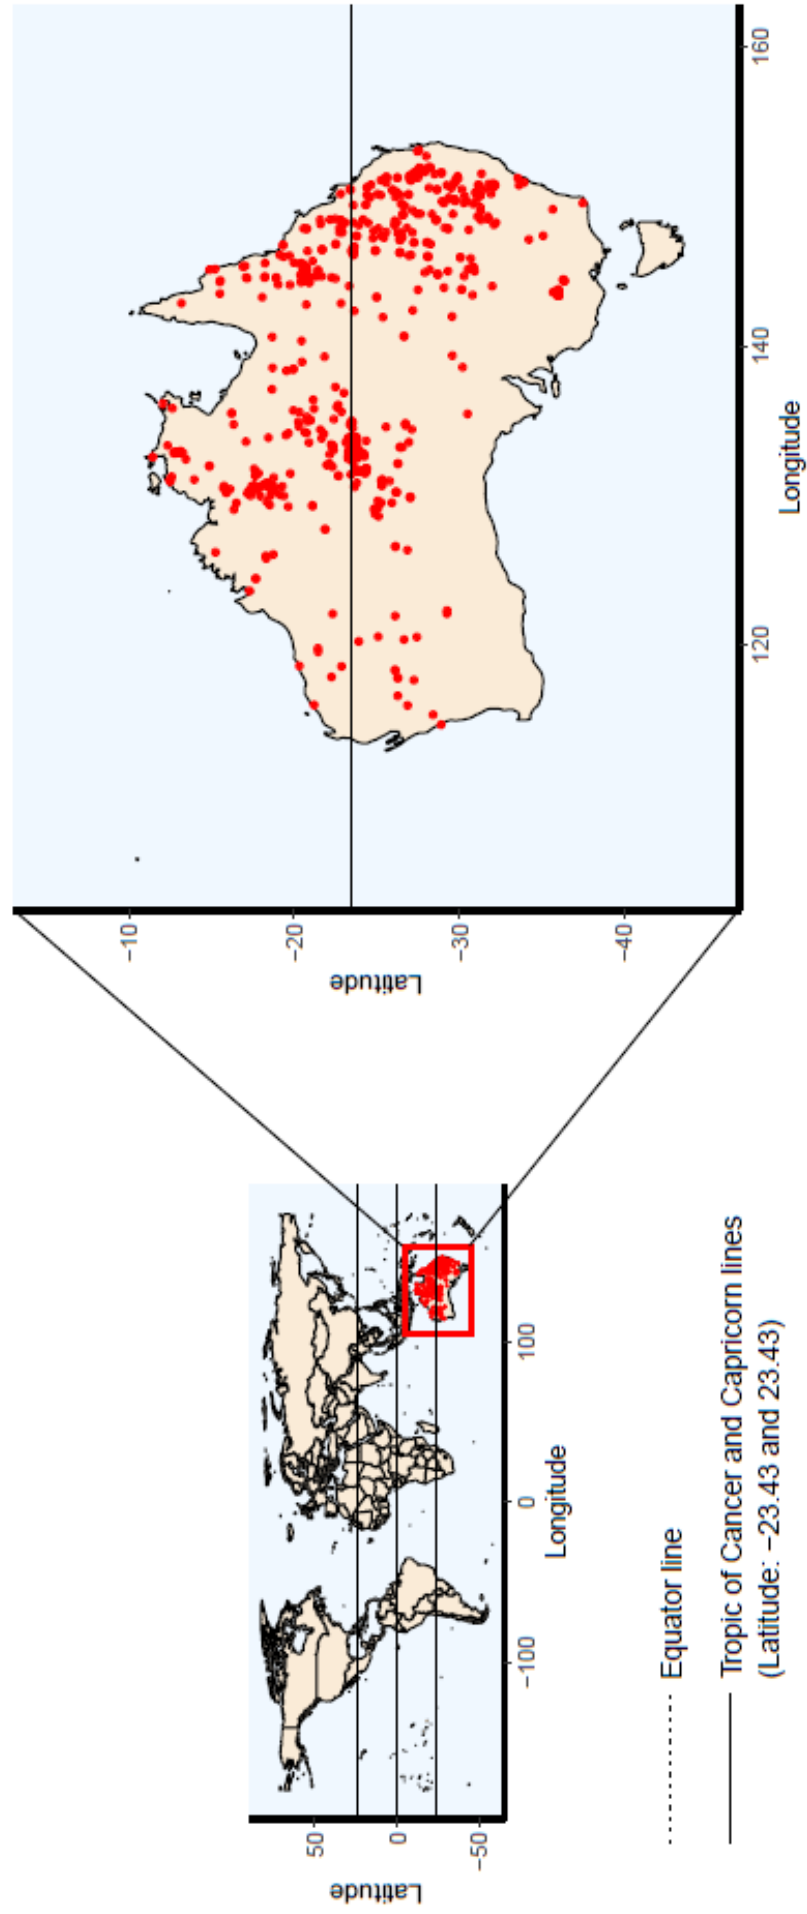 50
0
−50
Latitude
−100
0
100
Longitude
Equator line
Tropic of Cancer and Capricorn lines
(Latitude: −23.43 and 23.43)
−10
−20
−30
−40
Latitude
120
140
160
Longitude